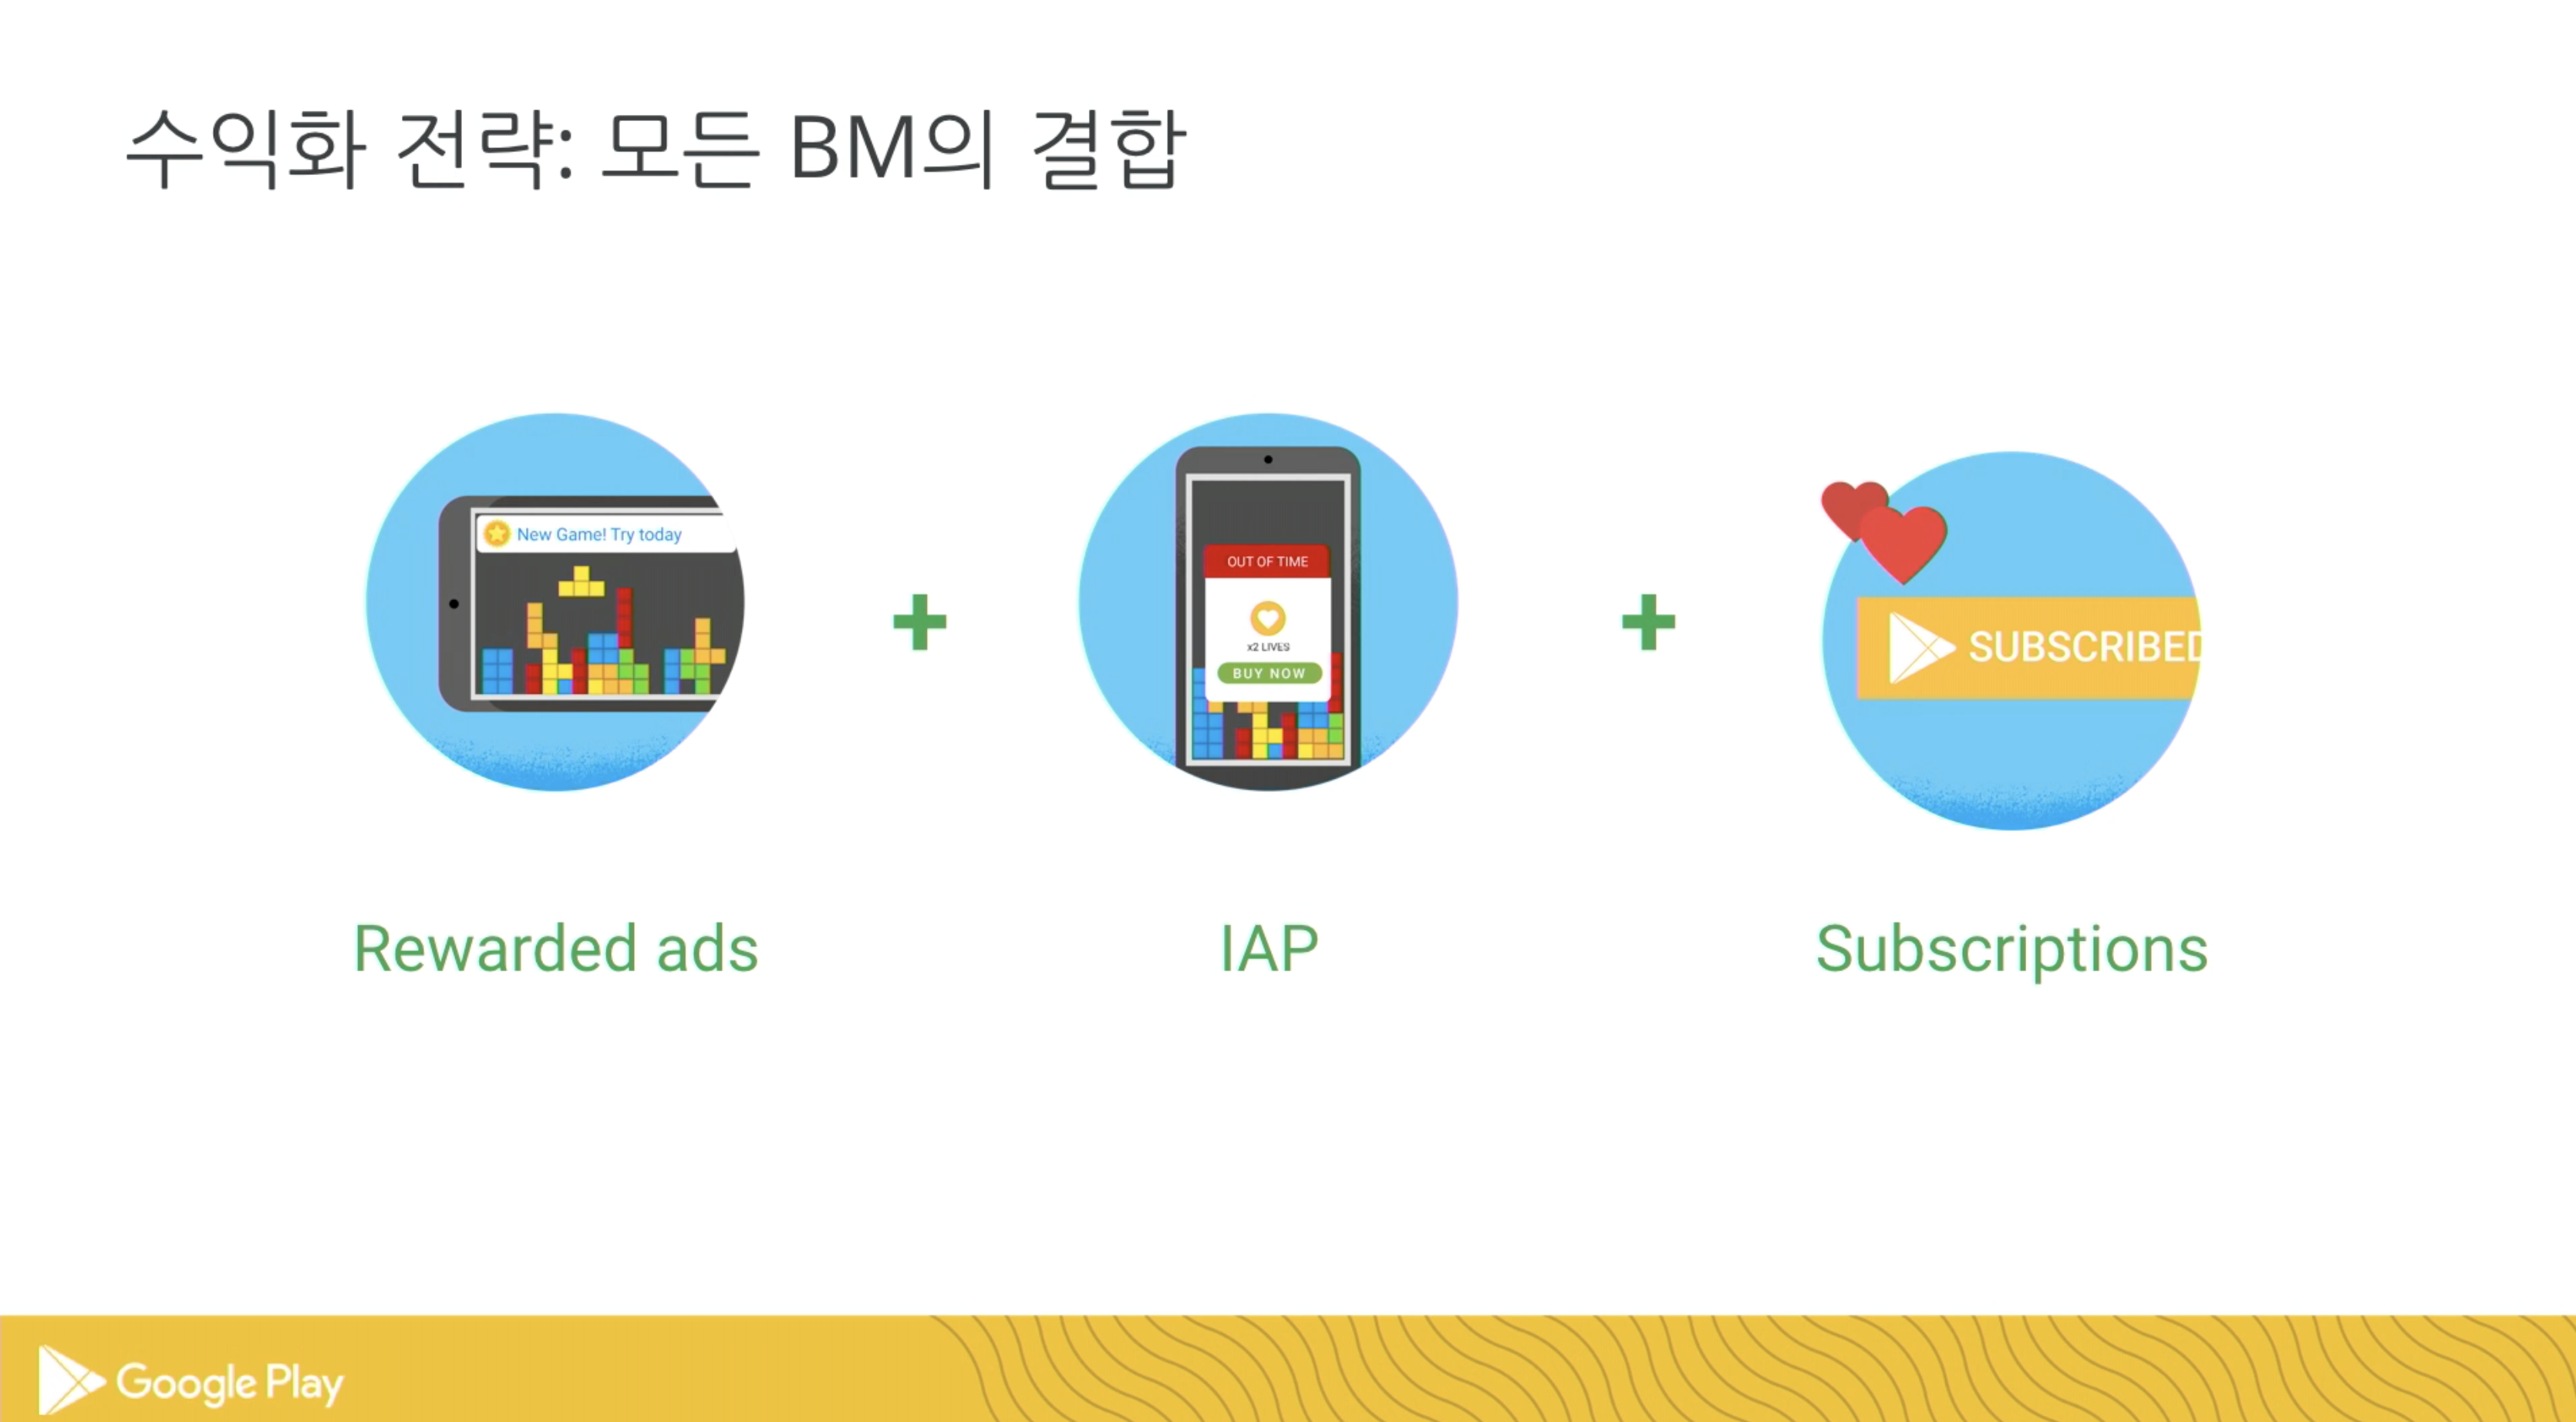 수익화 전략: 모든 BM의 결합
New Game! Try today
OUT OF TIME
x2 LIVES
BUY NOW
SUBSCRIBED
Rewarded ads
IAP
Subscriptions
Google Play